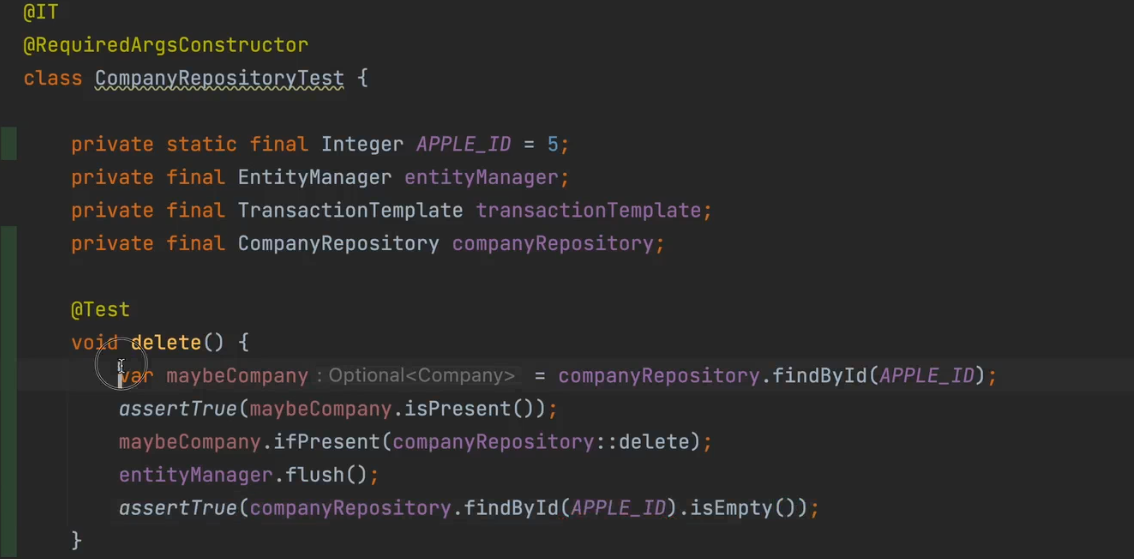 @IT
@RequiredArgsConstructor
class CompanyRepositoryTest {
private static final Integer APPLE_ID = 5;
private final EntityManager entityManager;
private final TransactionTemplate transactionTemplate;
private final CompanyRepository companyRepository;
@Test
void delete() {
var maybeCompany : Optional<Company> = companyRepository.findById(APPLE_ID);
assertTrue(maybeCompany.isPresent());
maybeCompany.ifPresent(companyRepository::delete);
entityManager.flush();
assertTrue(companyRepository.findById(APPLE_ID).isEmpty());
}